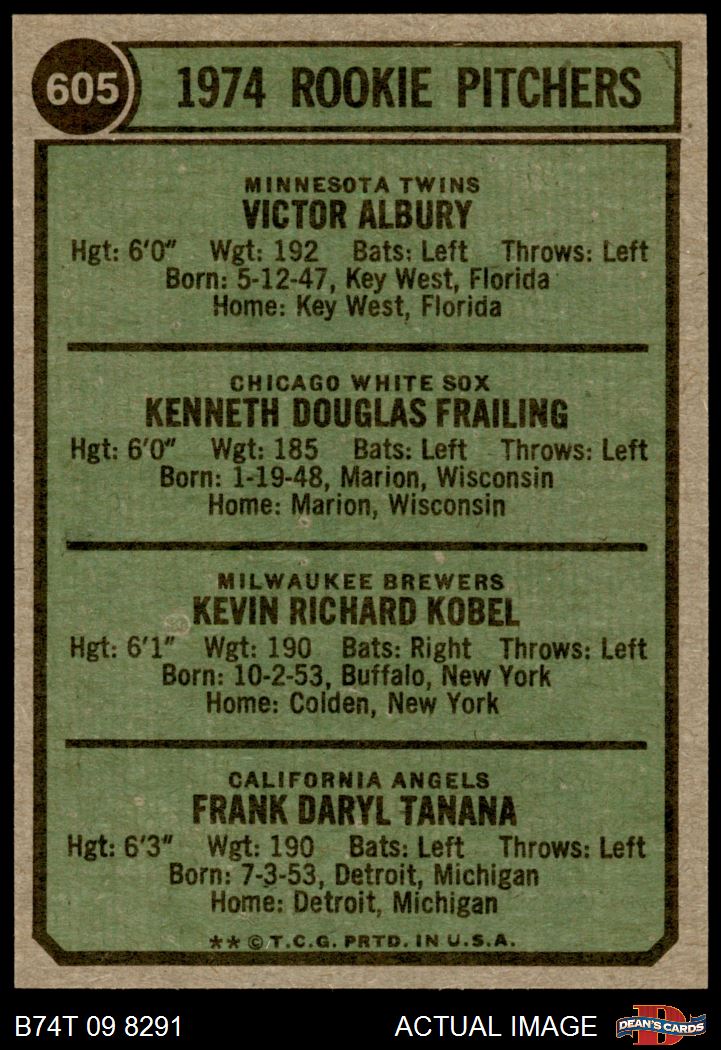 605
1974 ROOKIE PITCHERS
MINNESOTA TWINS
VICTOR ALBURY
Hgt: 6'0" Wgt: 192 Bats: Left Throws: Left
Born: 5-12-47, Key West, Florida
Home: Key West, Florida
CHICAGO WHITE SOX
KENNETH DOUGLAS FRAILING
Hgt: 6'0" Wgt: 185 Bats: Left Throws: Left
Born: 1-19-48, Marion, Wisconsin
Home: Marion, Wisconsin
MILWAUKEE BREWERS
KEVIN RICHARD KOBEL
Hgt: 6'1" Wgt: 190 Bats: Right Throws: Left
Born: 10-2-53, Buffalo, New York
Home: Colden, New York
CALIFORNIA ANGELS
FRANK DARYL TANANA
Hgt: 6'3" Wgt: 190 Bats: Left Throws: Left
Born: 7-3-53, Detroit, Michigan
Home: Detroit, Michigan
** © T.C.G. PRTD. IN U.S.A.
B74T 09 8291
ACTUAL IMAGE
D
DEAN'S CARDS